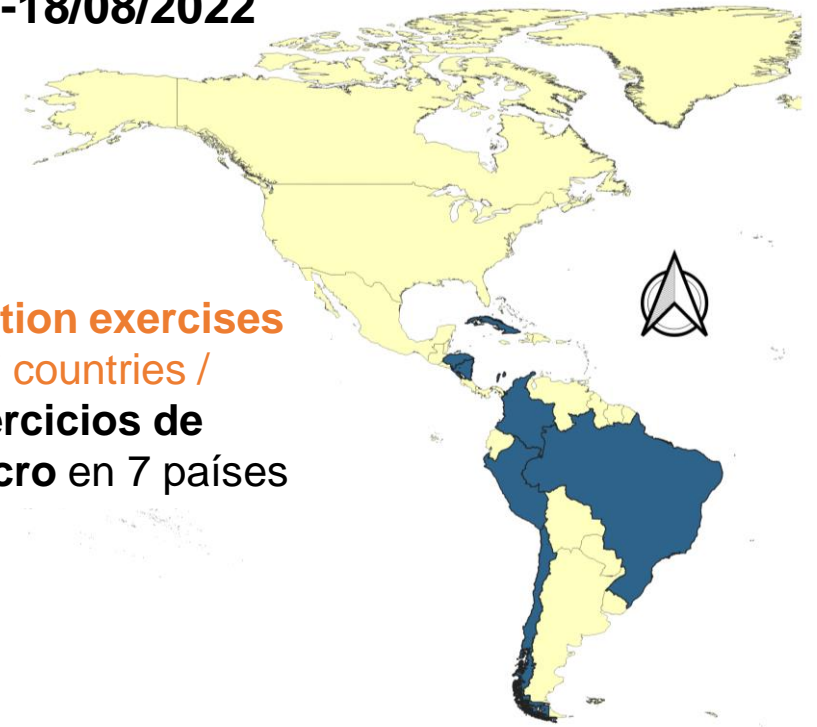 -18/08/2022
tion exercises
countries /
rcicios de
cro en 7 países